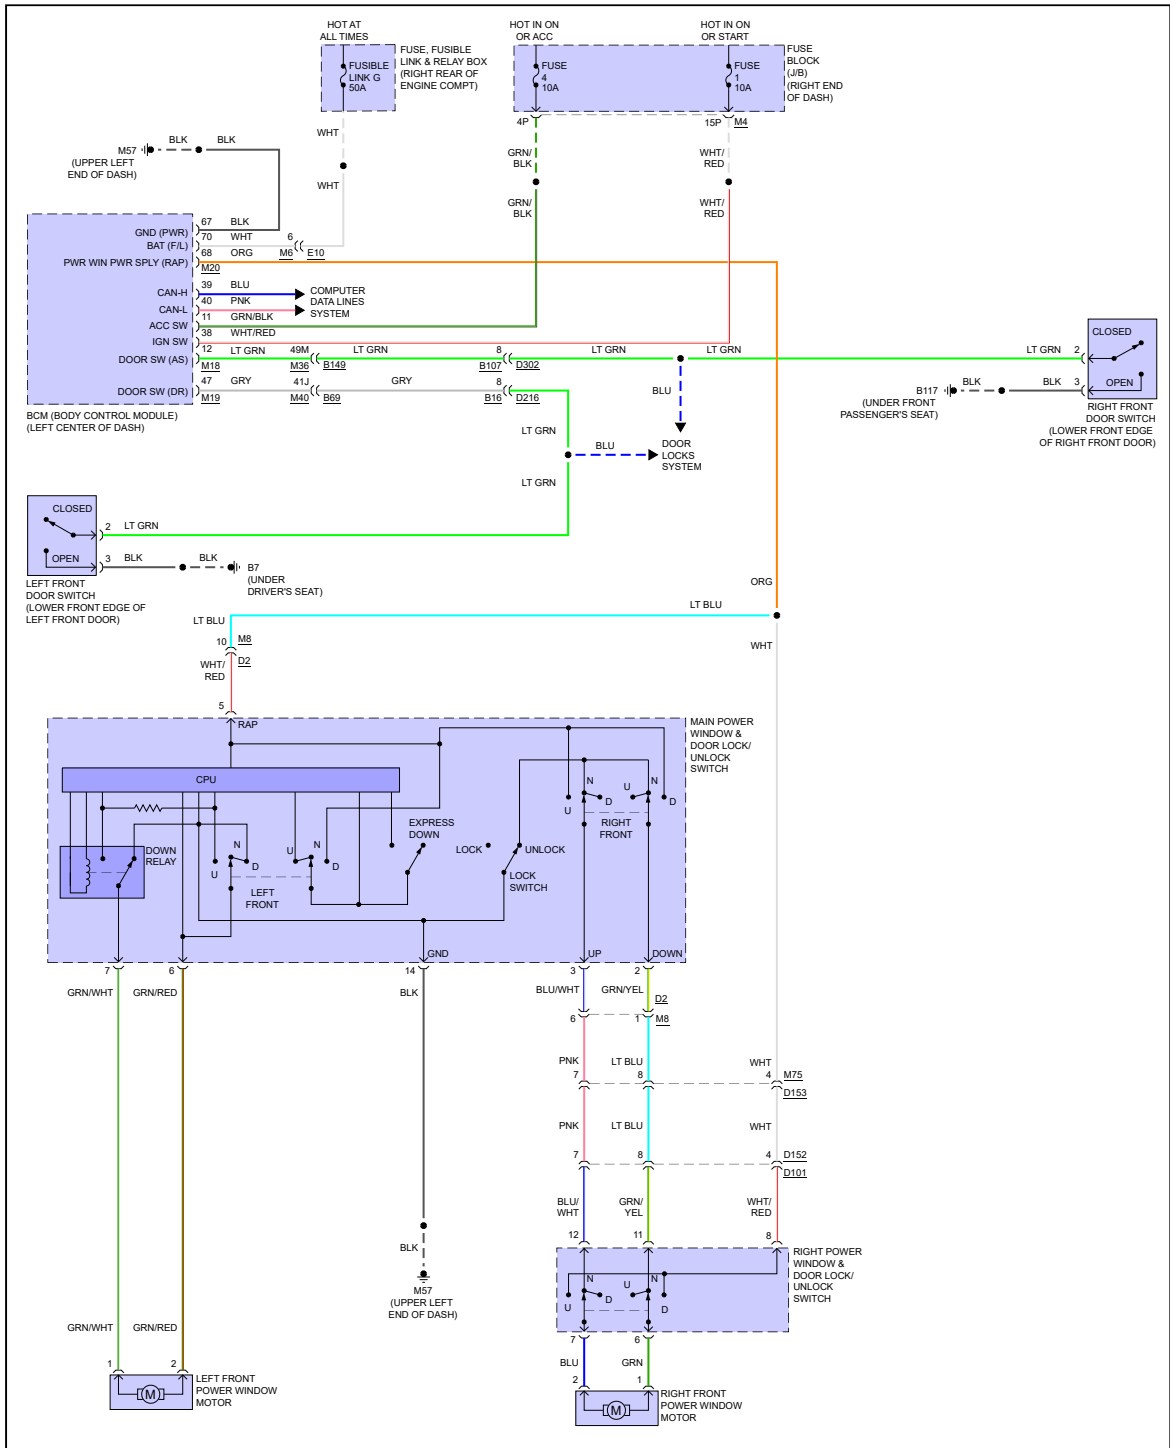 HOT AT
ALL TIMES
HOT IN ON
OR ACC
HOT IN ON
OR START
FUSIBLE
LINK G
50A
FUSE, FUSIBLE
LINK & RELAY BOX
(RIGHT REAR OF
ENGINE COMPT)
FUSE
4
10A
FUSE
1
10A
FUSE
BLOCK
(J/B)
(RIGHT END
OF DASH)
4P
15P
M4
WHT
GRN/
BLK
WHT/
RED
M57
(UPPER LEFT
END OF DASH)
BLK
BLK
WHT
GRN/
BLK
WHT/
RED
GND (PWR)
67
BLK
BAT (F/L)
70
WHT
6
M6
E10
PWR WIN PWR SPLY (RAP)
68
ORG
M20
CAN-H
39
BLU
CAN-L
40
PNK
COMPUTER
DATA LINES
SYSTEM
ACC SW
11
GRN/BLK
IGN SW
38
WHT/RED
DOOR SW (AS)
12
LT GRN
49M
LT GRN
8
LT GRN
LT GRN
LT GRN
2
M18
M36
B149
B107
D302
DOOR SW (DR)
47
GRY
41J
GRY
8
M19
M40
B69
B16
D216
BCM (BODY CONTROL MODULE)
(LEFT CENTER OF DASH)
CLOSED
OPEN
BLU
B117
(UNDER FRONT
PASSENGER'S SEAT)
BLK
BLK
3
RIGHT FRONT
DOOR SWITCH
(LOWER FRONT EDGE
OF RIGHT FRONT DOOR)
LT GRN
BLU
DOOR
LOCKS
SYSTEM
LT GRN
CLOSED
OPEN
2
LT GRN
3
BLK
BLK
B7
(UNDER
DRIVER'S SEAT)
LEFT FRONT
DOOR SWITCH
(LOWER FRONT EDGE OF
LEFT FRONT DOOR)
ORG
LT BLU
LT BLU
WHT
10
M8
D2
WHT/
RED
5
RAP
MAIN POWER
WINDOW &
DOOR LOCK/
UNLOCK
SWITCH
CPU
DOWN
RELAY
U
N
D
U
N
D
LEFT
FRONT
EXPRESS
DOWN
LOCK
UNLOCK
LOCK
SWITCH
U
N
D
U
N
D
RIGHT
FRONT
GND
UP
DOWN
7
6
14
3
2
GRN/WHT
GRN/RED
BLK
BLU/WHT
GRN/YEL
D2
6
1
M8
PNK
LT BLU
WHT
7
8
4
M75
D153
PNK
LT BLU
WHT
7
8
4
D152
D101
BLU/
WHT
GRN/
YEL
WHT/
RED
12
11
8
BLK
M57
(UPPER LEFT
END OF DASH)
U
N
D
U
N
D
RIGHT POWER
WINDOW &
DOOR LOCK/
UNLOCK
SWITCH
GRN/WHT
GRN/RED
7
6
BLU
GRN
1
2
M
LEFT FRONT
POWER WINDOW
MOTOR
2
1
M
RIGHT FRONT
POWER WINDOW
MOTOR